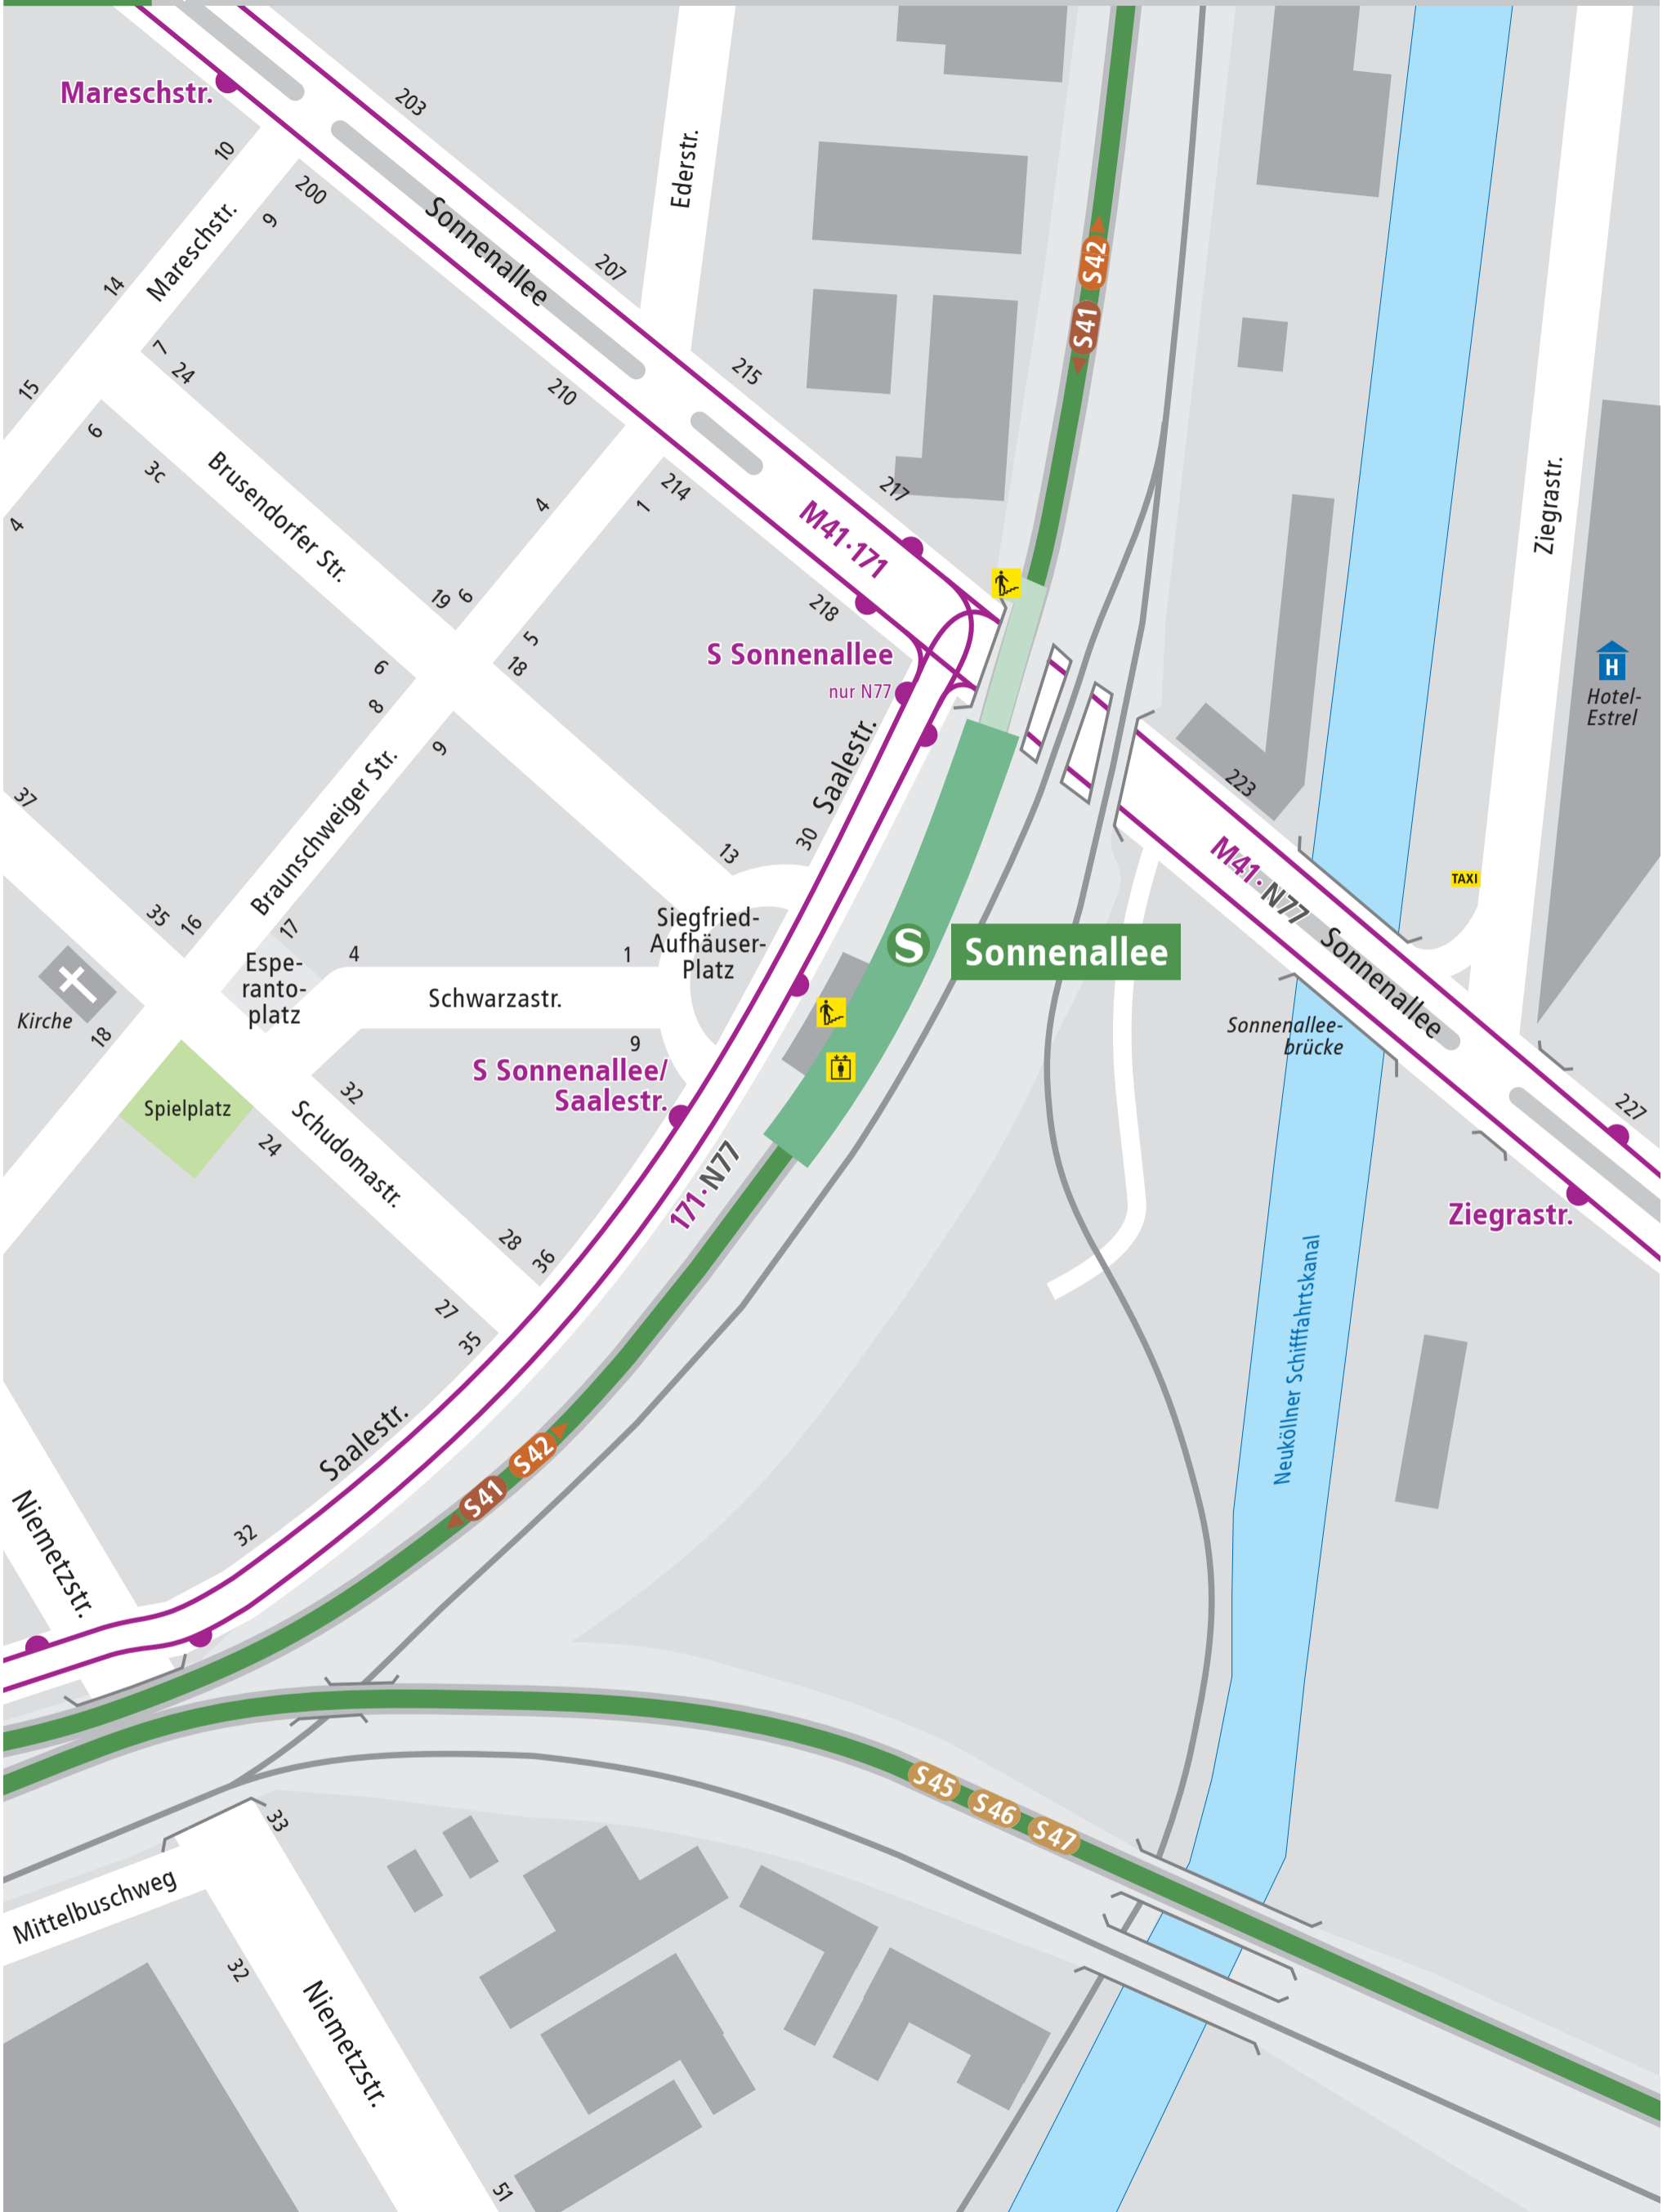 Mareschstr.
203
10
Ederstr.
200
9
Mareschstr.
Sonnenallee
S42
207
14
S41
7
24
215
15
210
6
3c
Brusendorfer Str.
217
214
4
1
4
M41·171
Ziegrastr.
19
6
218
5
S Sonnenallee
nur N77
6
18
8
H
Hotel-
Estrel
9
Saalestr.
37
223
30
13
Braunschweiger Str.
M41·N77
TAXI
35
16
17
Siegfried-
Aufhäuser-
Platz
S
Sonnenallee
Sonnenallee
4
1
Espe-
ranto-
platz
Schwarzastr.
Kirche
18
9
Sonnenallee-
brücke
S Sonnenallee/
Saalestr.
32
Spielplatz
227
24
Schudomastr.
171·N77
Ziegrastr.
28
36
27
35
Neuköllner Schifffahrtskanal
Saalestr.
S42
S41
Niemetzstr.
32
S45
S46
S47
33
Mittelbuschweg
32
Niemetzstr.
51